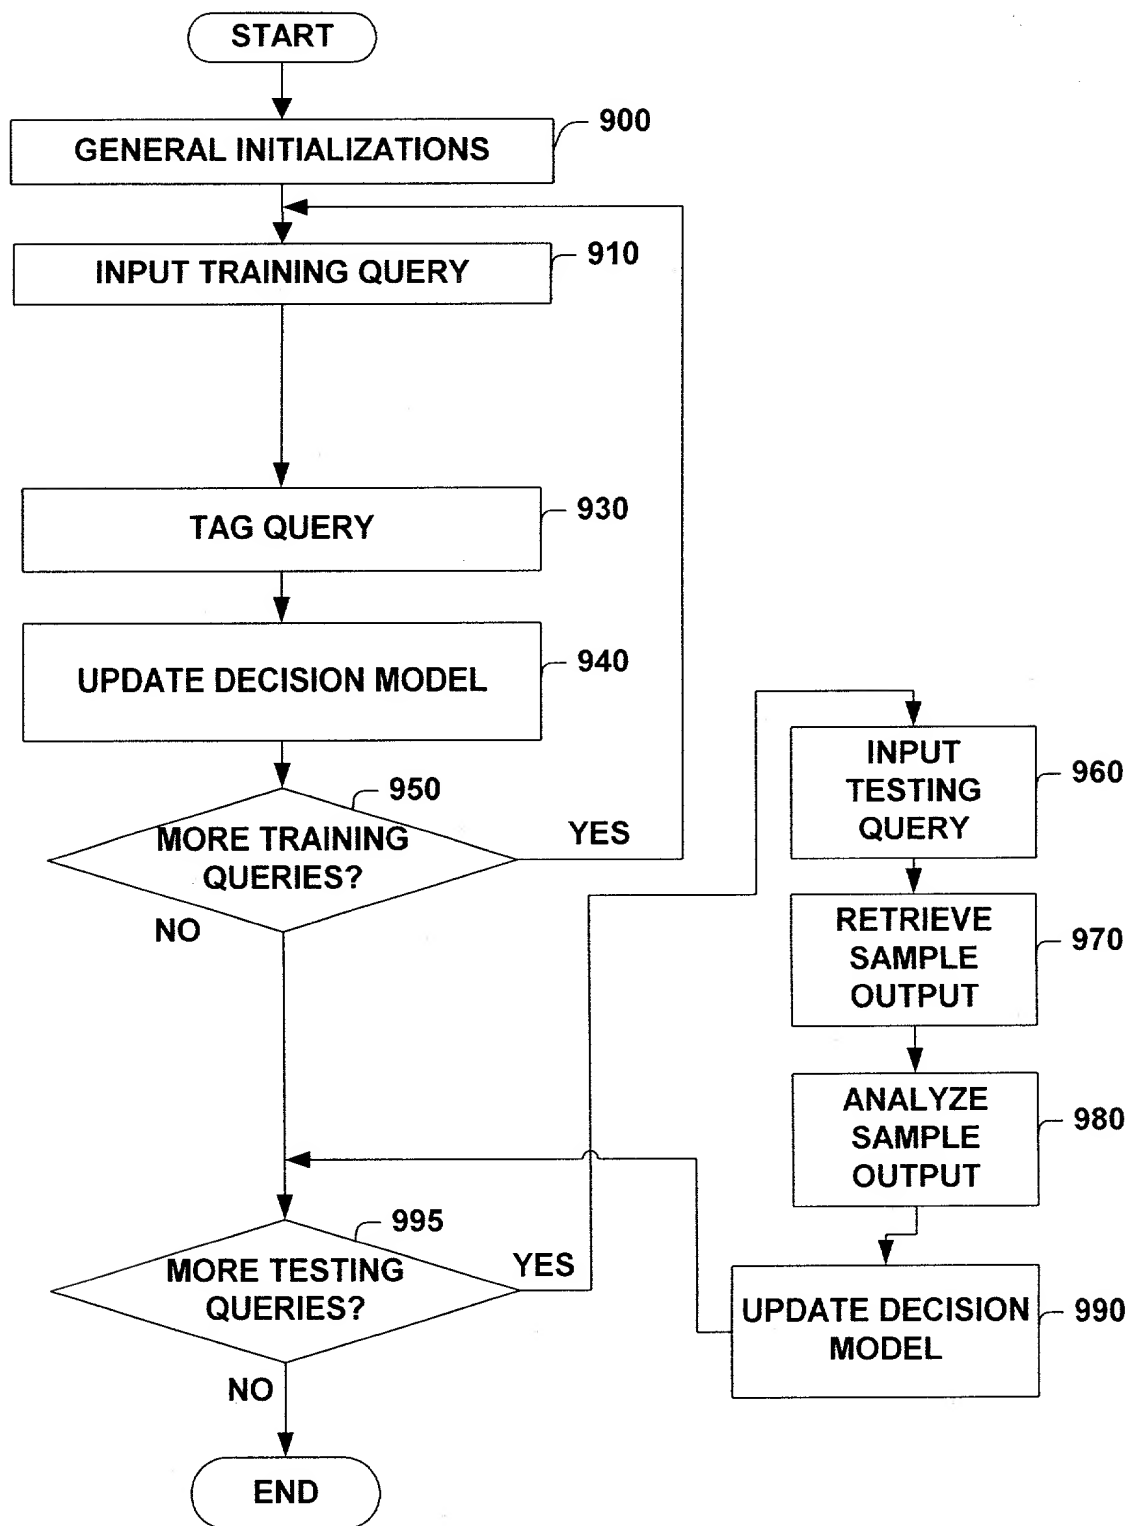 START
GENERAL INITIALIZATIONS
900
INPUT TRAINING QUERY
910
TAG QUERY
930
UPDATE DECISION MODEL
940
950
MORE TRAINING
QUERIES?
YES
NO
INPUT
TESTING
QUERY
960
RETRIEVE
SAMPLE
OUTPUT
970
ANALYZE
SAMPLE
OUTPUT
980
UPDATE DECISION
MODEL
990
995
MORE TESTING
QUERIES?
YES
NO
END